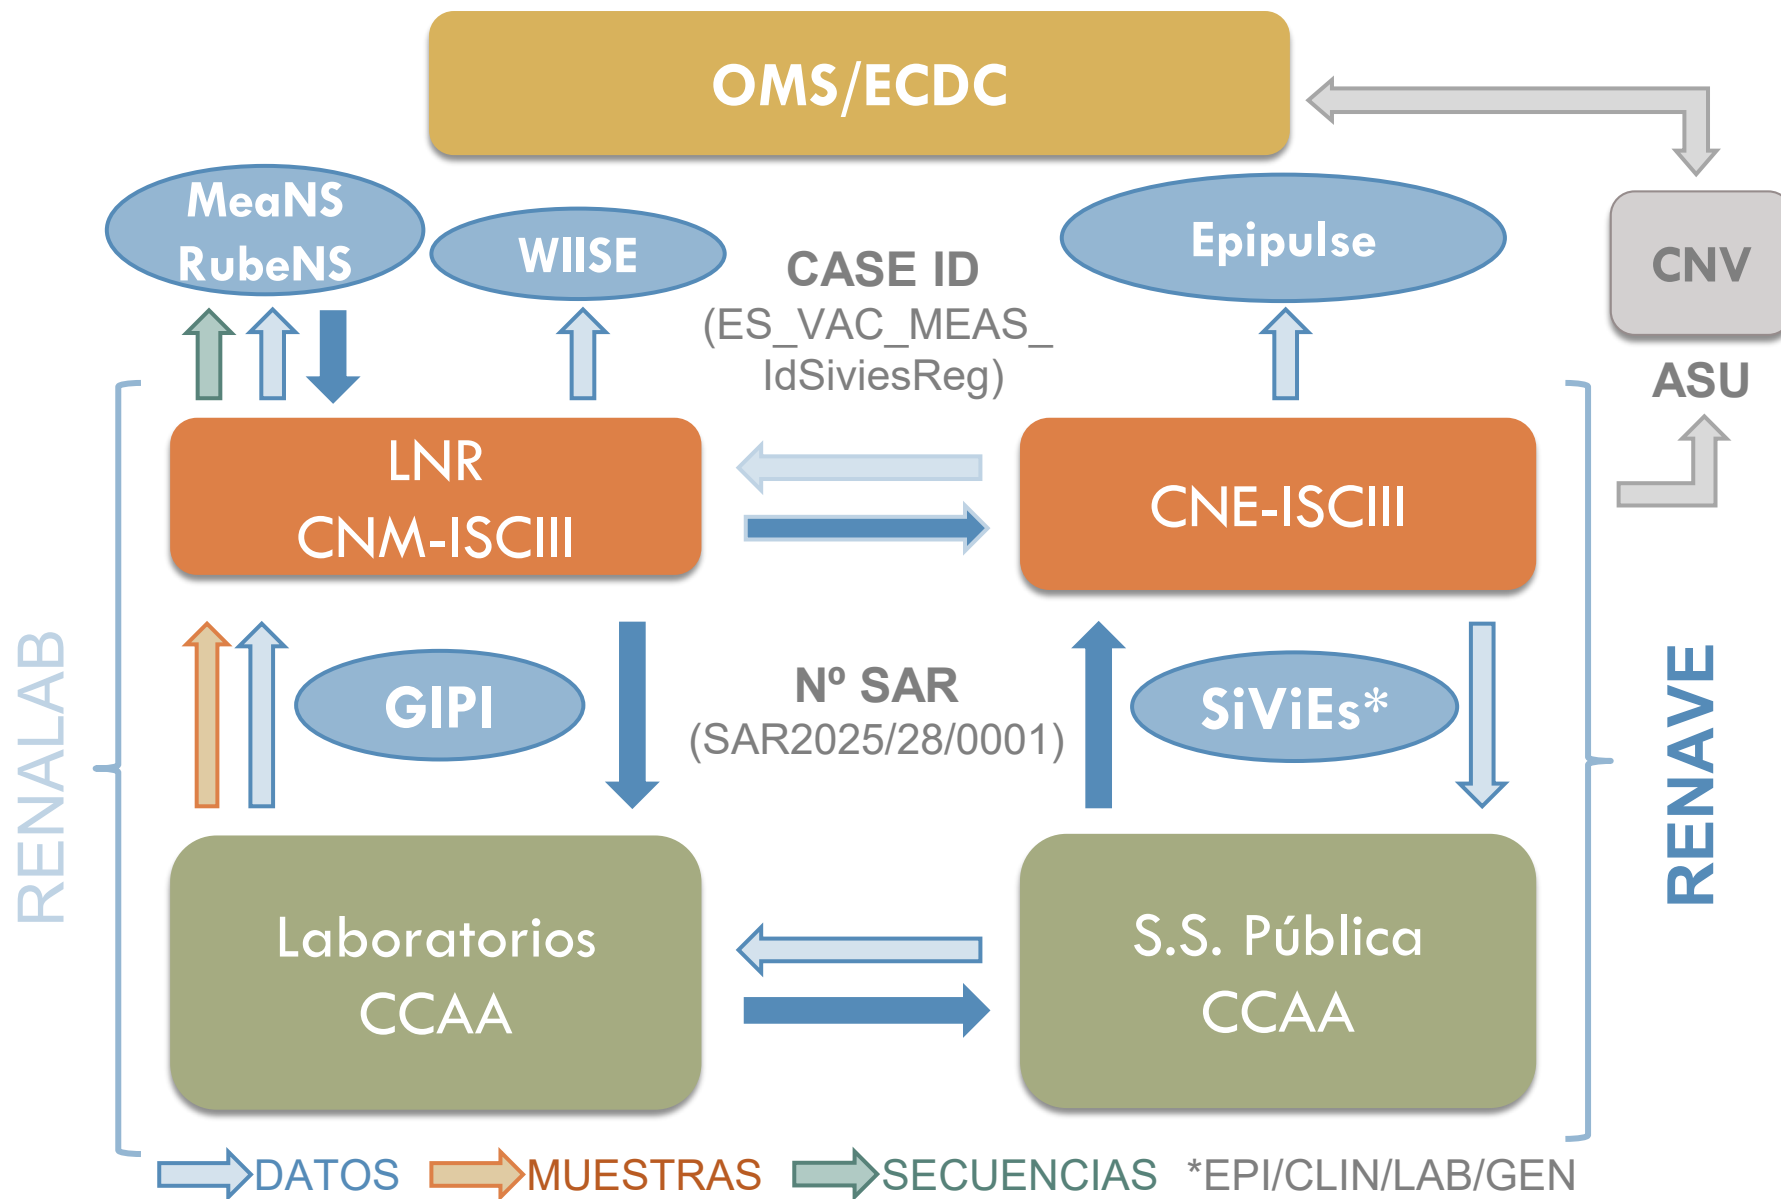 OMS/ECDC
MeaNS
RubeNS
WIISE
CASE ID
(ES_VAC_MEAS_
IdSiviesReg)
Epipulse
CNV
ASU
LNR
CNM-ISCIII
CNE-ISCIII
RENALAB
GIPI
Nº SAR
(SAR2025/28/0001)
SiViEs*
RENAVE
Laboratorios
CCAA
S.S. Pública
CCAA
DATOS
MUESTRAS
SECUENCIAS
*EPI/CLIN/LAB/GEN